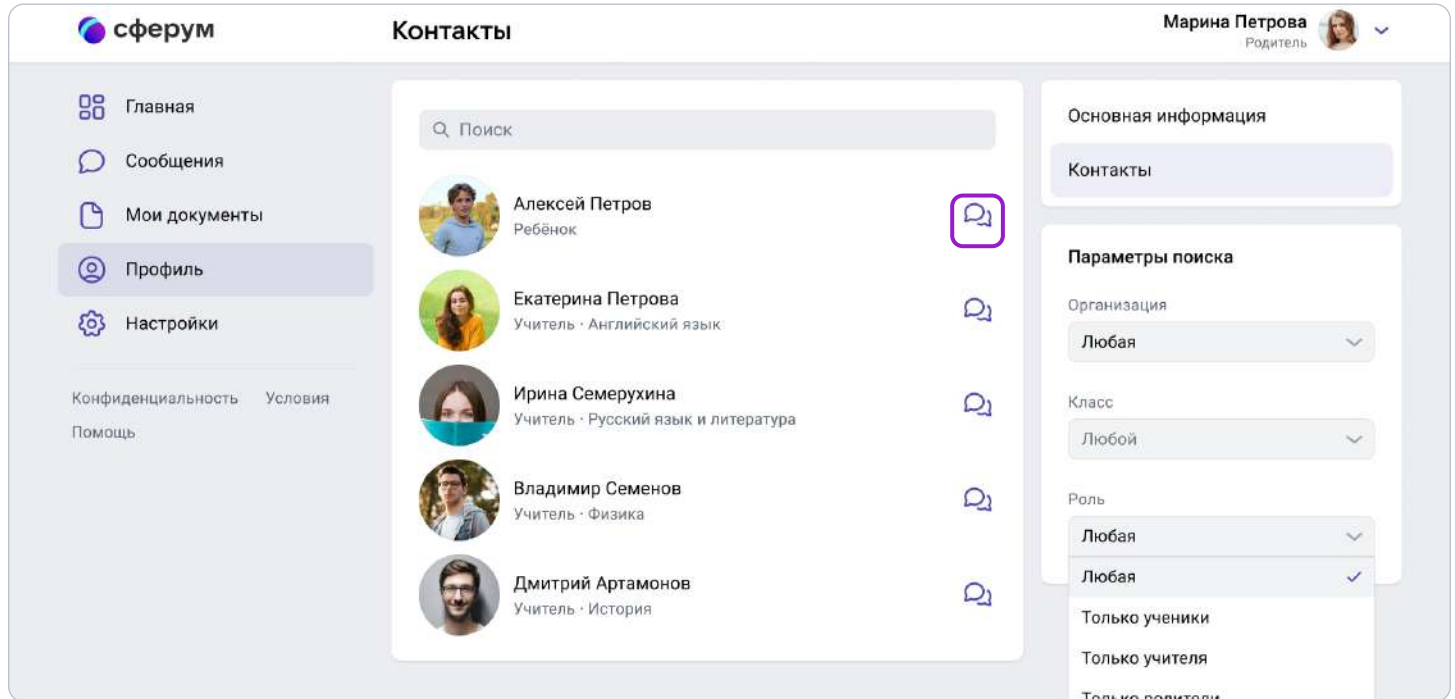 сферум
Контакты
Марина Петрова
Родитель
Главная
Сообщения
Мои документы
Профиль
Настройки
Конфиденциальность Условия
Помощь
Поиск
Алексей Петров
Ребёнок
Екатерина Петрова
Учитель · Английский язык
Ирина Семерухина
Учитель · Русский язык и литература
Владимир Семенов
Учитель · Физика
Дмитрий Артамонов
Учитель · История
Основная информация
Контакты
Параметры поиска
Организация
Любая
Класс
Любой
Роль
Любая
Любая
Только ученики
Только учителя
Только родители